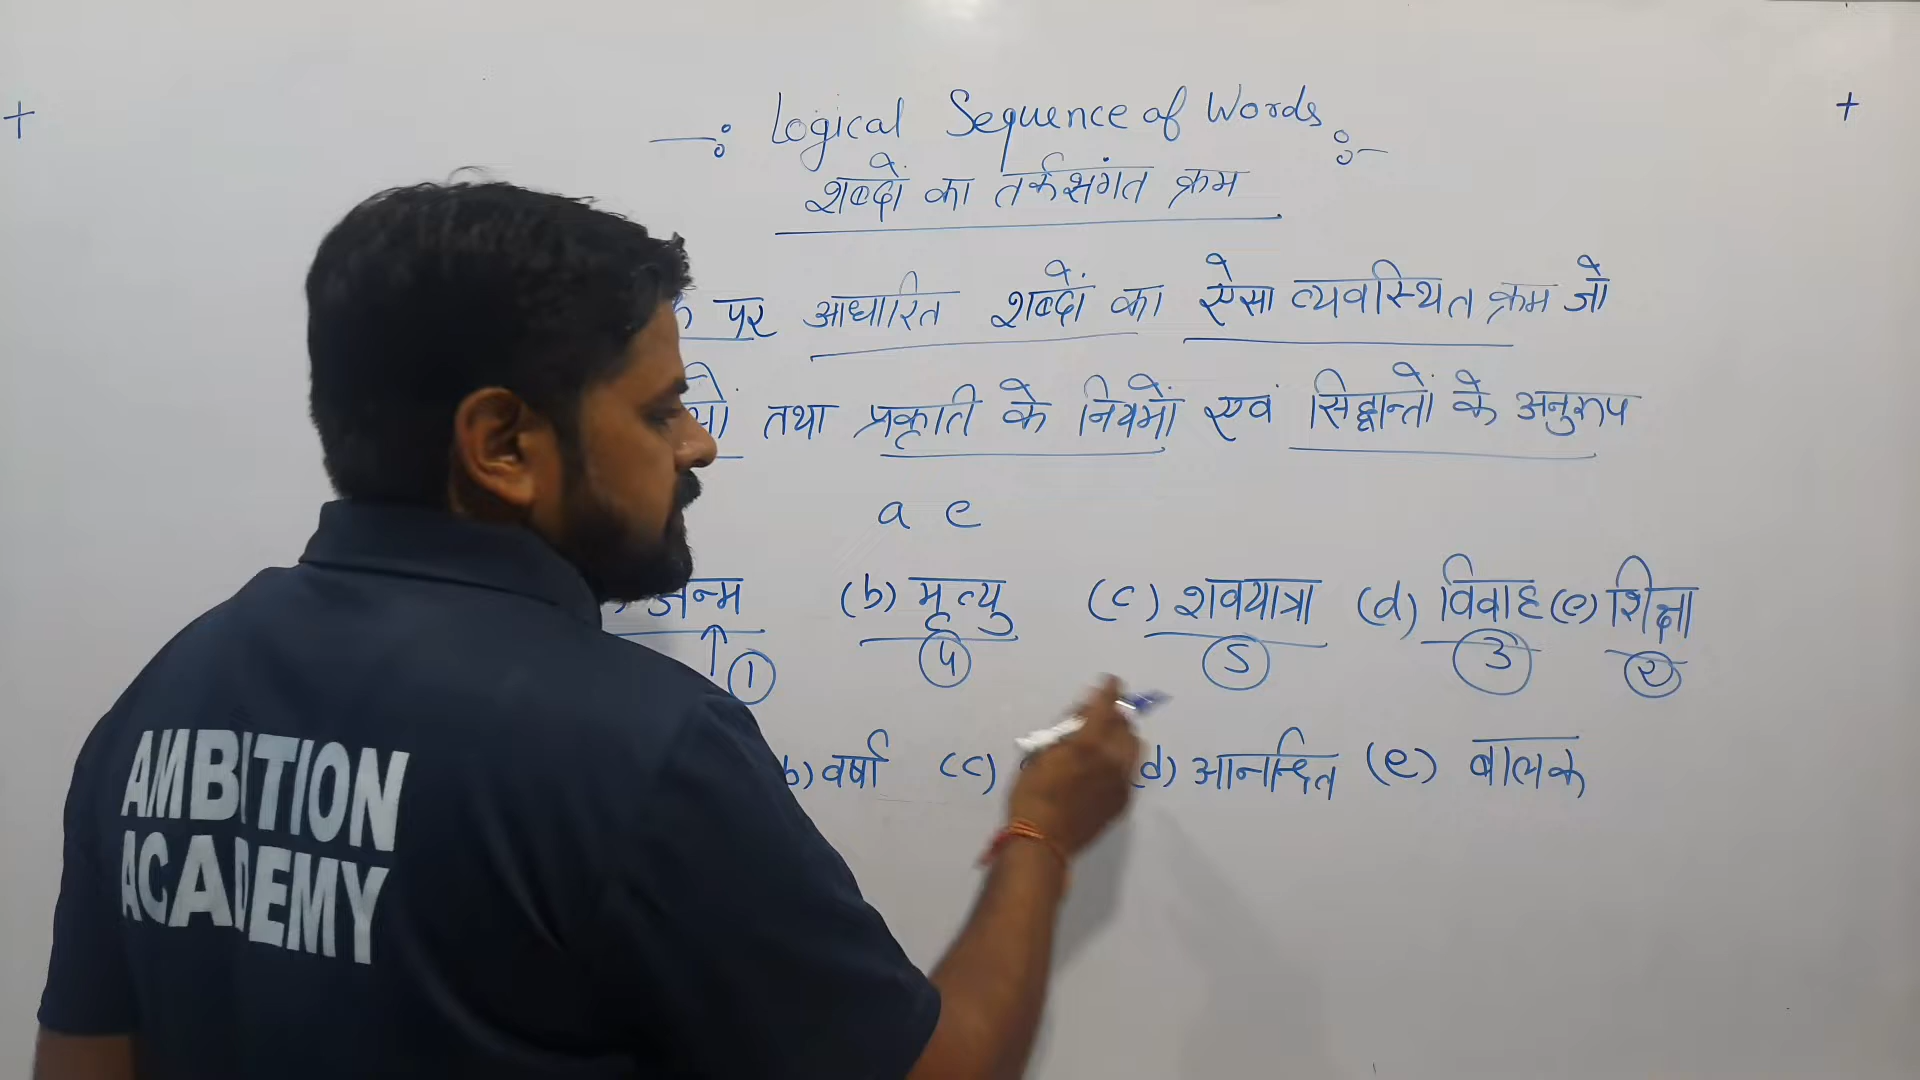 Logical Sequence of Words
शब्दों का तर्कसंगत क्रम
पर आधारित शब्दों का ऐसा व्यवस्थित क्रम जो
तथा प्रकृति के नियमों एवं सिद्धान्तों के अनुरूप
a e
जन्म (b) मृत्यु (c) शवयात्रा (d) विवाह (e) शिक्षा
1 4 5 3 2
b) वर्षा (c) d) आनन्दित (e) बालक
AMBITION
ACADEMY